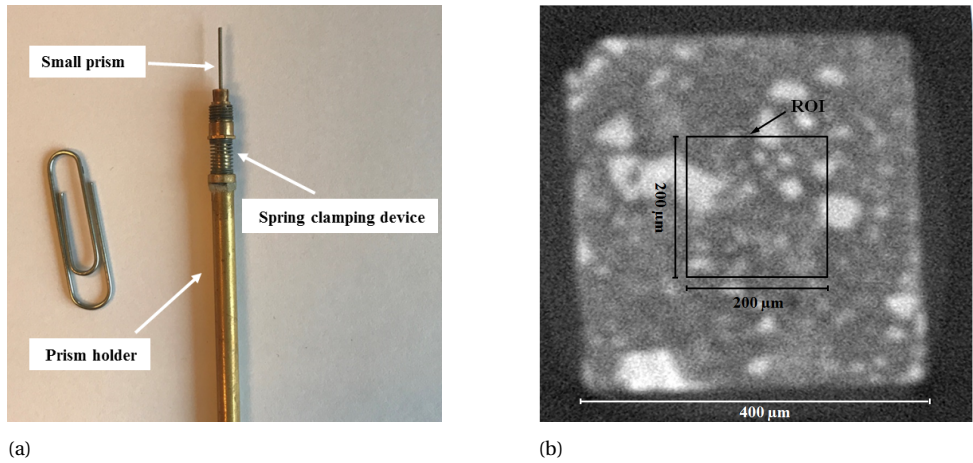 Small prism
Spring clamping device
Prism holder
(a)
ROI
200 µm
200 µm
400 µm
(b)